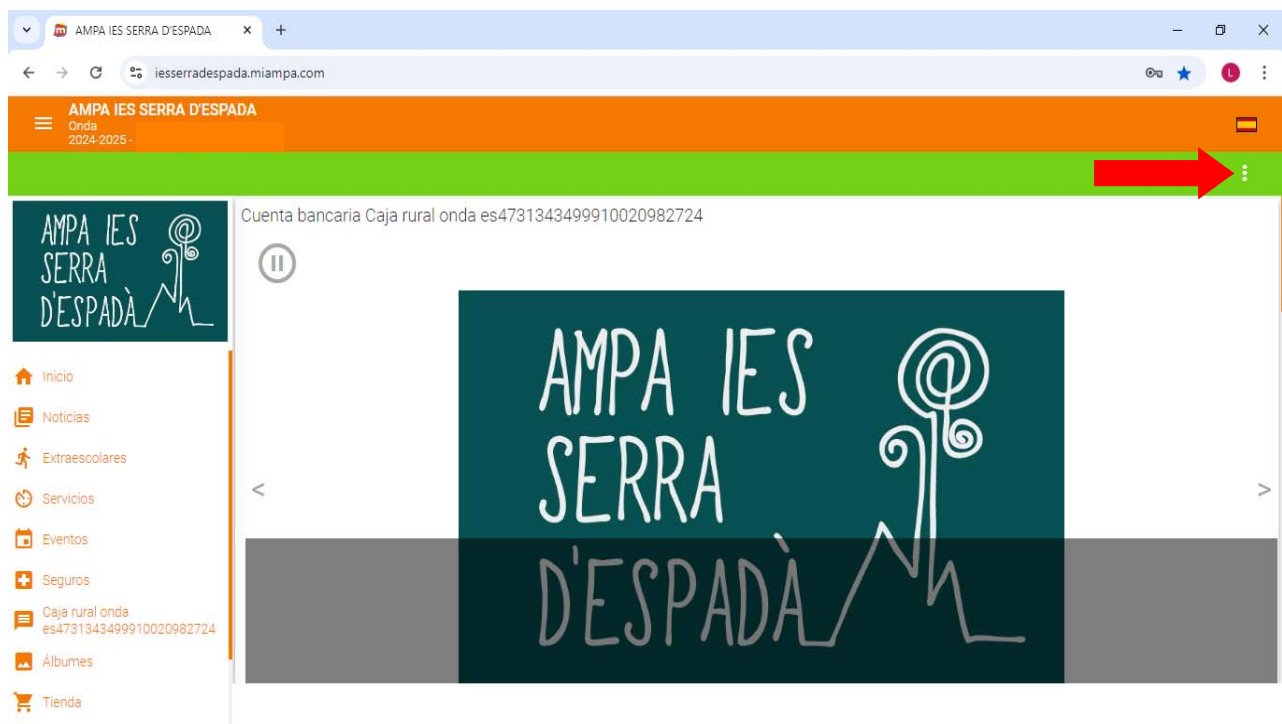 AMPA IES SERRA D'ESPADA
iesserradespada.miampa.com
L
AMPA IES SERRA D'ESPADA
Onda
2024-2025 -
AMPA IES
SERRA
D'ESPADÀ
Inicio
Noticias
Extraescolares
Servicios
Eventos
Seguros
Caja rural onda
es4731343499910020982724
Álbumes
Tienda
Cuenta bancaria Caja rural onda es4731343499910020982724
<
AMPA IES
SERRA
D'ESPADÀ
>